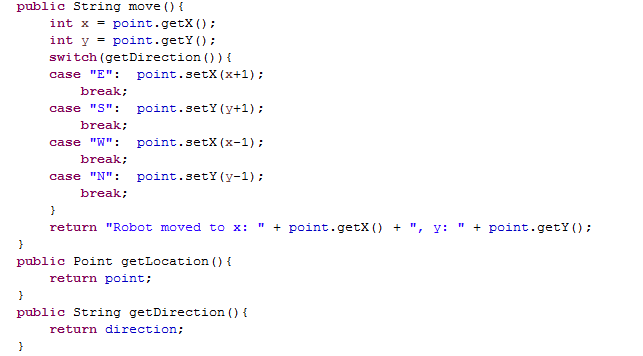 public String move(){
int x = point.getX();
int y = point.getY();
switch(getDirection()){
case "E":  point.setX(x+1);
break;
case "S":  point.setY(y+1);
break;
case "W":  point.setX(x-1);
break;
case "N":  point.setY(y-1);
break;
}
return "Robot moved to x: " + point.getX() + ", y: " + point.getY();
}
public Point getLocation(){
return point;
}
public String getDirection(){
return direction;
}